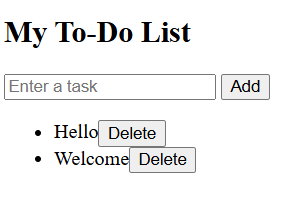 My To-Do List
Enter a task Add
Hello Delete
Welcome Delete